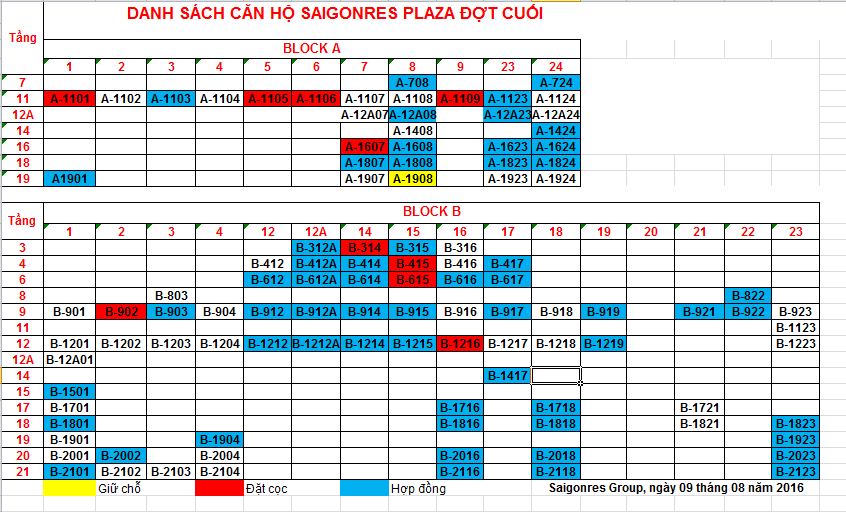 DANH SÁCH CĂN HỘ SAIGONRES PLAZA ĐỢT CUỐI
Tầng
BLOCK A
1 2 3 4 5 6 7 8 9 23 24
7 A-708 A-724
11 A-1101 A-1102 A-1103 A-1104 A-1105 A-1106 A-1107 A-1108 A-1109 A-1123 A-1124
12A A-12A07 A-12A08 A-12A23 A-12A24
14 A-1408 A-1424
16 A-1607 A-1608 A-1623 A-1624
18 A-1807 A-1808 A-1823 A-1824
19 A1901 A-1907 A-1908 A-1923 A-1924
Tầng
BLOCK B
1 2 3 4 12 12A 14 15 16 17 18 19 20 21 22 23
3 B-312A B-314 B-315 B-316
4 B-412 B-412A B-414 B-415 B-416 B-417
6 B-612 B-612A B-614 B-615 B-616 B-617
8 B-803 B-822
9 B-901 B-902 B-903 B-904 B-912 B-912A B-914 B-915 B-916 B-917 B-918 B-919 B-921 B-922 B-923
11 B-1123
12 B-1201 B-1202 B-1203 B-1204 B-1212 B-1212A B-1214 B-1215 B-1216 B-1217 B-1218 B-1219 B-1223
12A B-12A01
14 B-1417
15 B-1501
17 B-1701 B-1716 B-1718 B-1721
18 B-1801 B-1816 B-1818 B-1821 B-1823
19 B-1901 B-1904 B-1923
20 B-2001 B-2002 B-2004 B-2016 B-2018 B-2023
21 B-2101 B-2102 B-2103 B-2104 B-2116 B-2118 B-2123
Giữ chỗ Đặt cọc Hợp đồng Saigonres Group, ngày 09 tháng 08 năm 2016